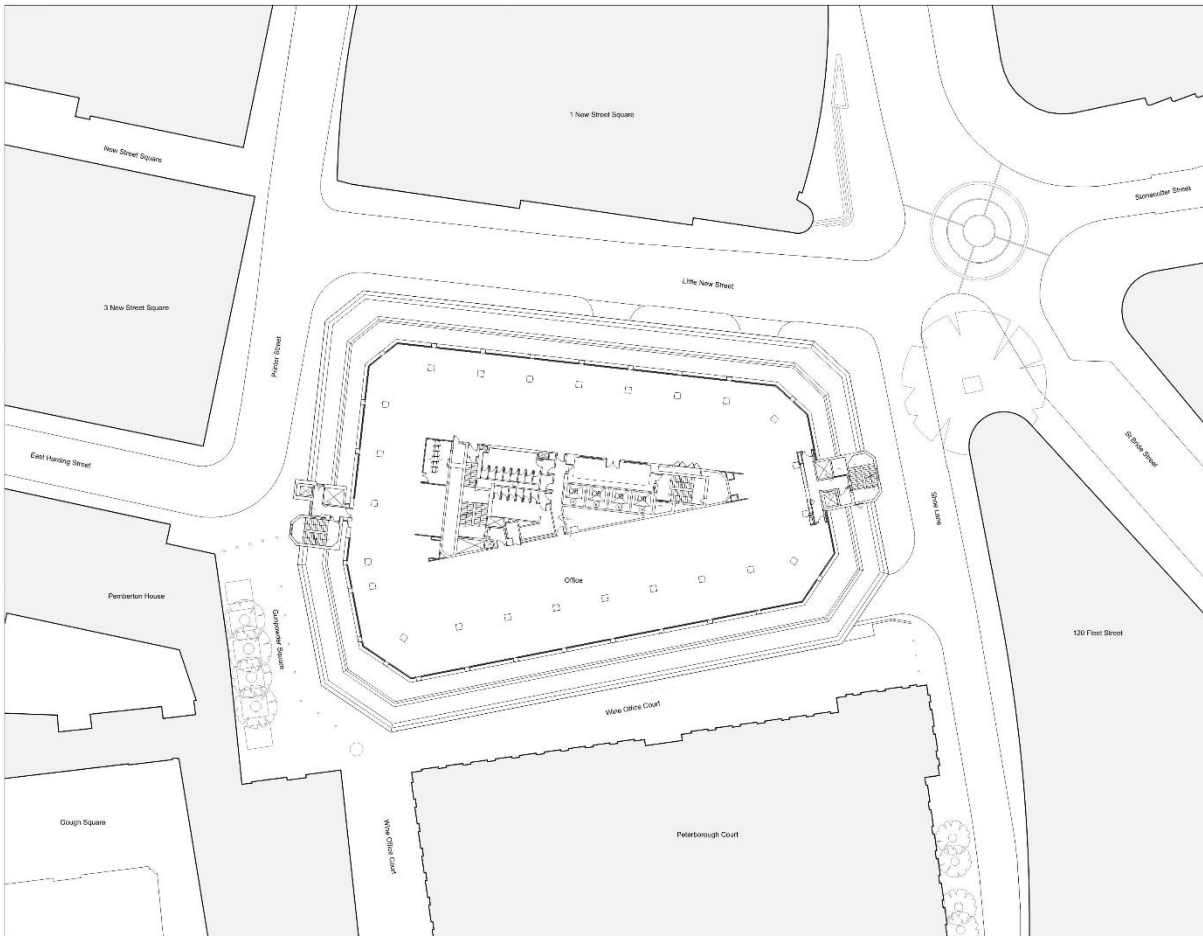 1 New Street Square
New Street Square
Stonecutter Street
Little New Street
3 New Street Square
Printer Street
East Harding Street
St Bride Street
Shoe Lane
Office
Pemberton House
Gunpowder Square
120 Fleet Street
Wine Office Court
Gough Square
Wine Office Court
Peterborough Court